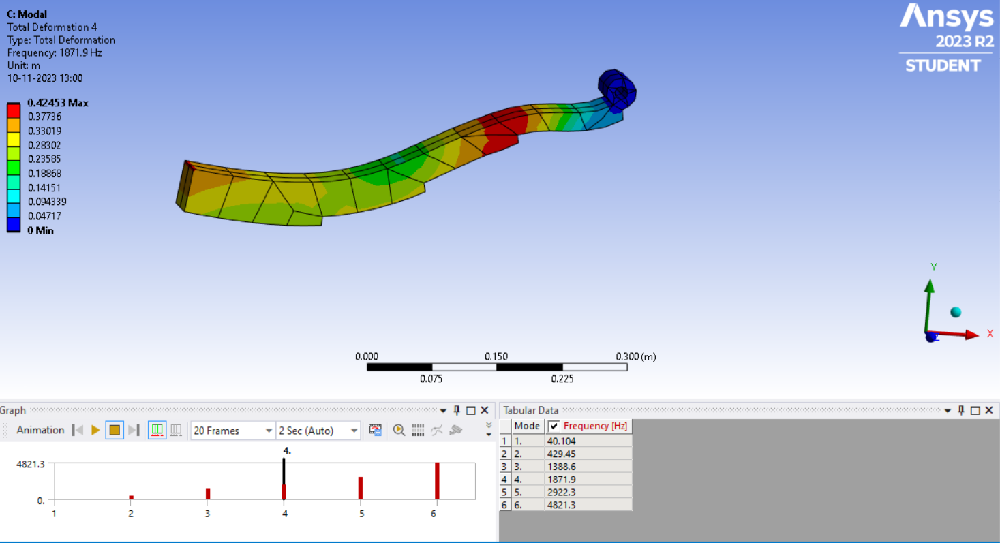 C: Modal
Total Deformation 4
Type: Total Deformation
Frequency: 1871.9 Hz
Unit: m
10-11-2023 13:00
Ansys
2023 R2
STUDENT
0.42453 Max
0.37736
0.33019
0.28302
0.23585
0.18868
0.14151
0.094339
0.04717
0 Min
Y
X
Z
0.000 0.150 0.300 (m)
0.075 0.225
Graph
Animation 20 Frames 2 Sec (Auto)
4.
4821.3
0.
1 2 3 4 5 6
Tabular Data
Mode Frequency [Hz]
1 1. 40.104
2 2. 429.45
3 3. 1388.6
4 4. 1871.9
5 5. 2922.3
6 6. 4821.3